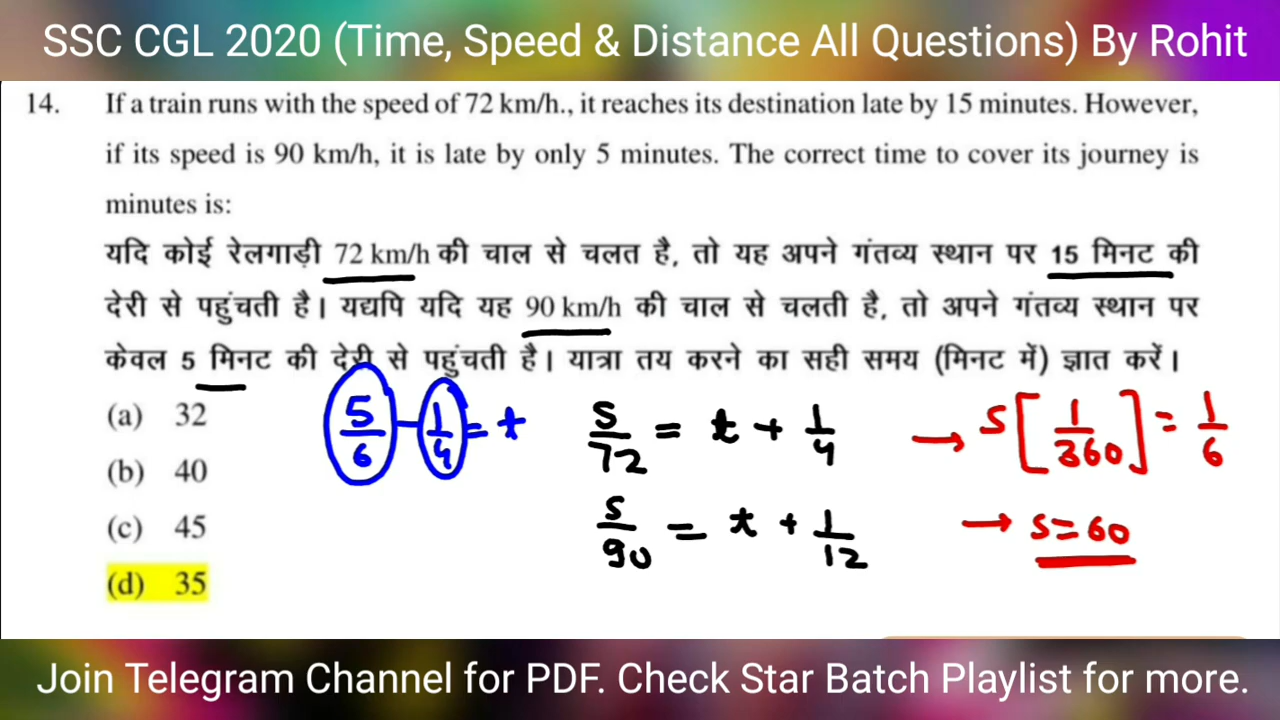 SSC CGL 2020 (Time, Speed & Distance All Questions) By Rohit
14. If a train runs with the speed of 72 km/h., it reaches its destination late by 15 minutes. However,
if its speed is 90 km/h, it is late by only 5 minutes. The correct time to cover its journey is
minutes is:
यदि कोई रेलगाड़ी 72 km/h की चाल से चलत है, तो यह अपने गंतव्य स्थान पर 15 मिनट की
देरी से पहुंचती है। यद्यपि यदि यह 90 km/h की चाल से चलती है, तो अपने गंतव्य स्थान पर
केवल 5 मिनट की देरी से पहुंचती है। यात्रा तय करने का सही समय (मिनट में) ज्ञात करें।
(a) 32
(b) 40
(c) 45
(d) 35
5/6 - 1/4 = t
s/72 = t + 1/4
s/90 = t + 1/12
→ s[1/360] = 1/6
→ s=60
Join Telegram Channel for PDF. Check Star Batch Playlist for more.